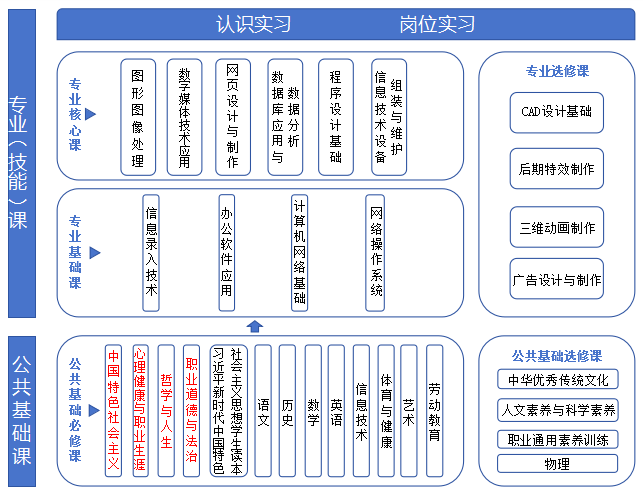 认识实习 岗位实习
专业（技能）课
专业核心课
图形图像处理
数字媒体技术应用
网页设计与制作
数据库应用与
数据分析
程序设计基础
信息技术设备
组装与维护
专业选修课
CAD设计基础
后期特效制作
三维动画制作
广告设计与制作
专业基础课
信息录入技术
办公软件应用
计算机网络基础
网络操作系统
公共基础课
公共基础必修课
中国特色社会主义
心理健康与职业生涯
哲学与人生
职业道德与法治
习近平新时代中国特色
社会主义思想学生读本
语文
历史
数学
英语
信息技术
体育与健康
艺术
劳动教育
公共基础选修课
中华优秀传统文化
人文素养与科学素养
职业通用素养训练
物理